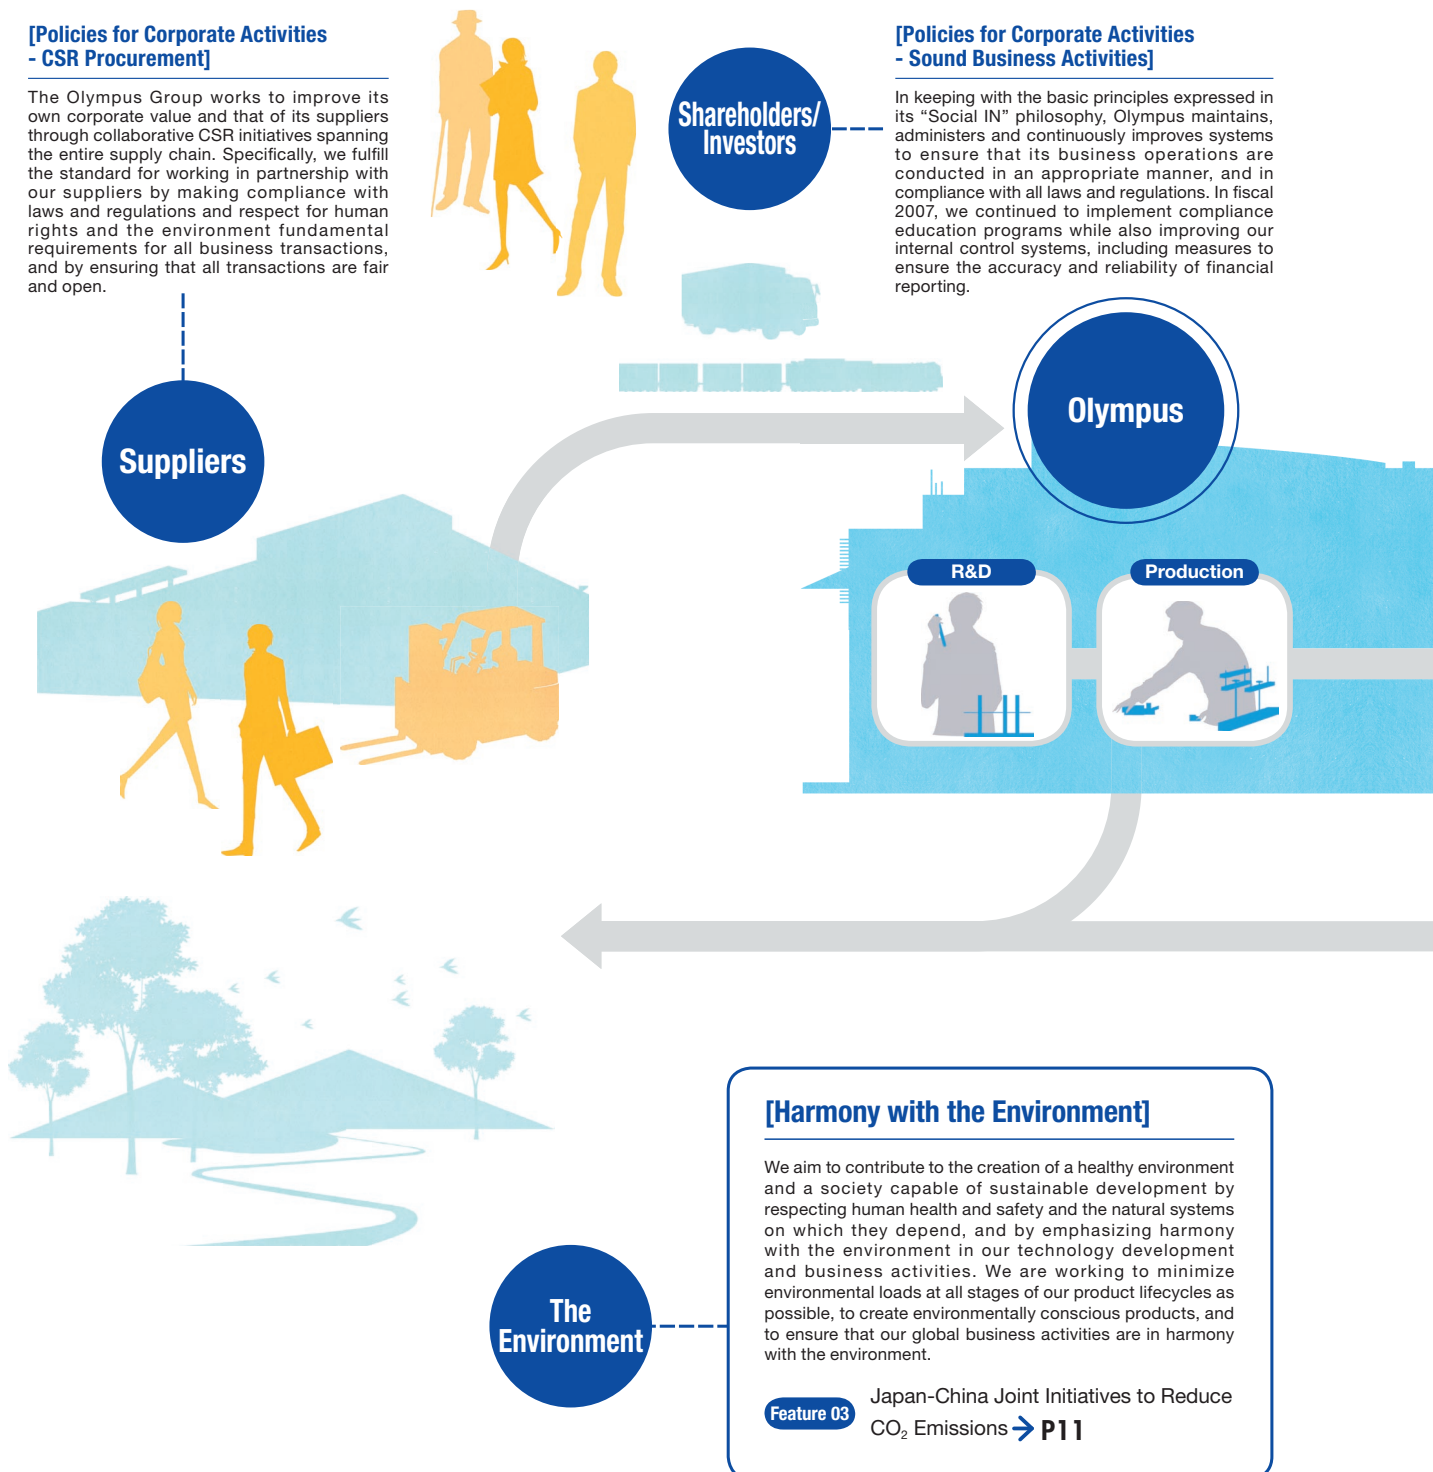 [Policies for Corporate Activities
- CSR Procurement]
The Olympus Group works to improve its
own corporate value and that of its suppliers
through collaborative CSR initiatives spanning
the entire supply chain. Specifically, we fulfill
the standard for working in partnership with
our suppliers by making compliance with
laws and regulations and respect for human
rights and the environment fundamental
requirements for all business transactions,
and by ensuring that all transactions are fair
and open.
Suppliers
Shareholders/
Investors
[Policies for Corporate Activities
- Sound Business Activities]
In keeping with the basic principles expressed in
its “Social IN” philosophy, Olympus maintains,
administers and continuously improves systems
to ensure that its business operations are
conducted in an appropriate manner, and in
compliance with all laws and regulations. In fiscal
2007, we continued to implement compliance
education programs while also improving our
internal control systems, including measures to
ensure the accuracy and reliability of financial
reporting.
Olympus
R&D
Production
The
Environment
[Harmony with the Environment]
We aim to contribute to the creation of a healthy environment
and a society capable of sustainable development by
respecting human health and safety and the natural systems
on which they depend, and by emphasizing harmony
with the environment in our technology development
and business activities. We are working to minimize
environmental loads at all stages of our product lifecycles as
possible, to create environmentally conscious products, and
to ensure that our global business activities are in harmony
with the environment.
Feature 03
Japan-China Joint Initiatives to Reduce
CO₂ Emissions → P11